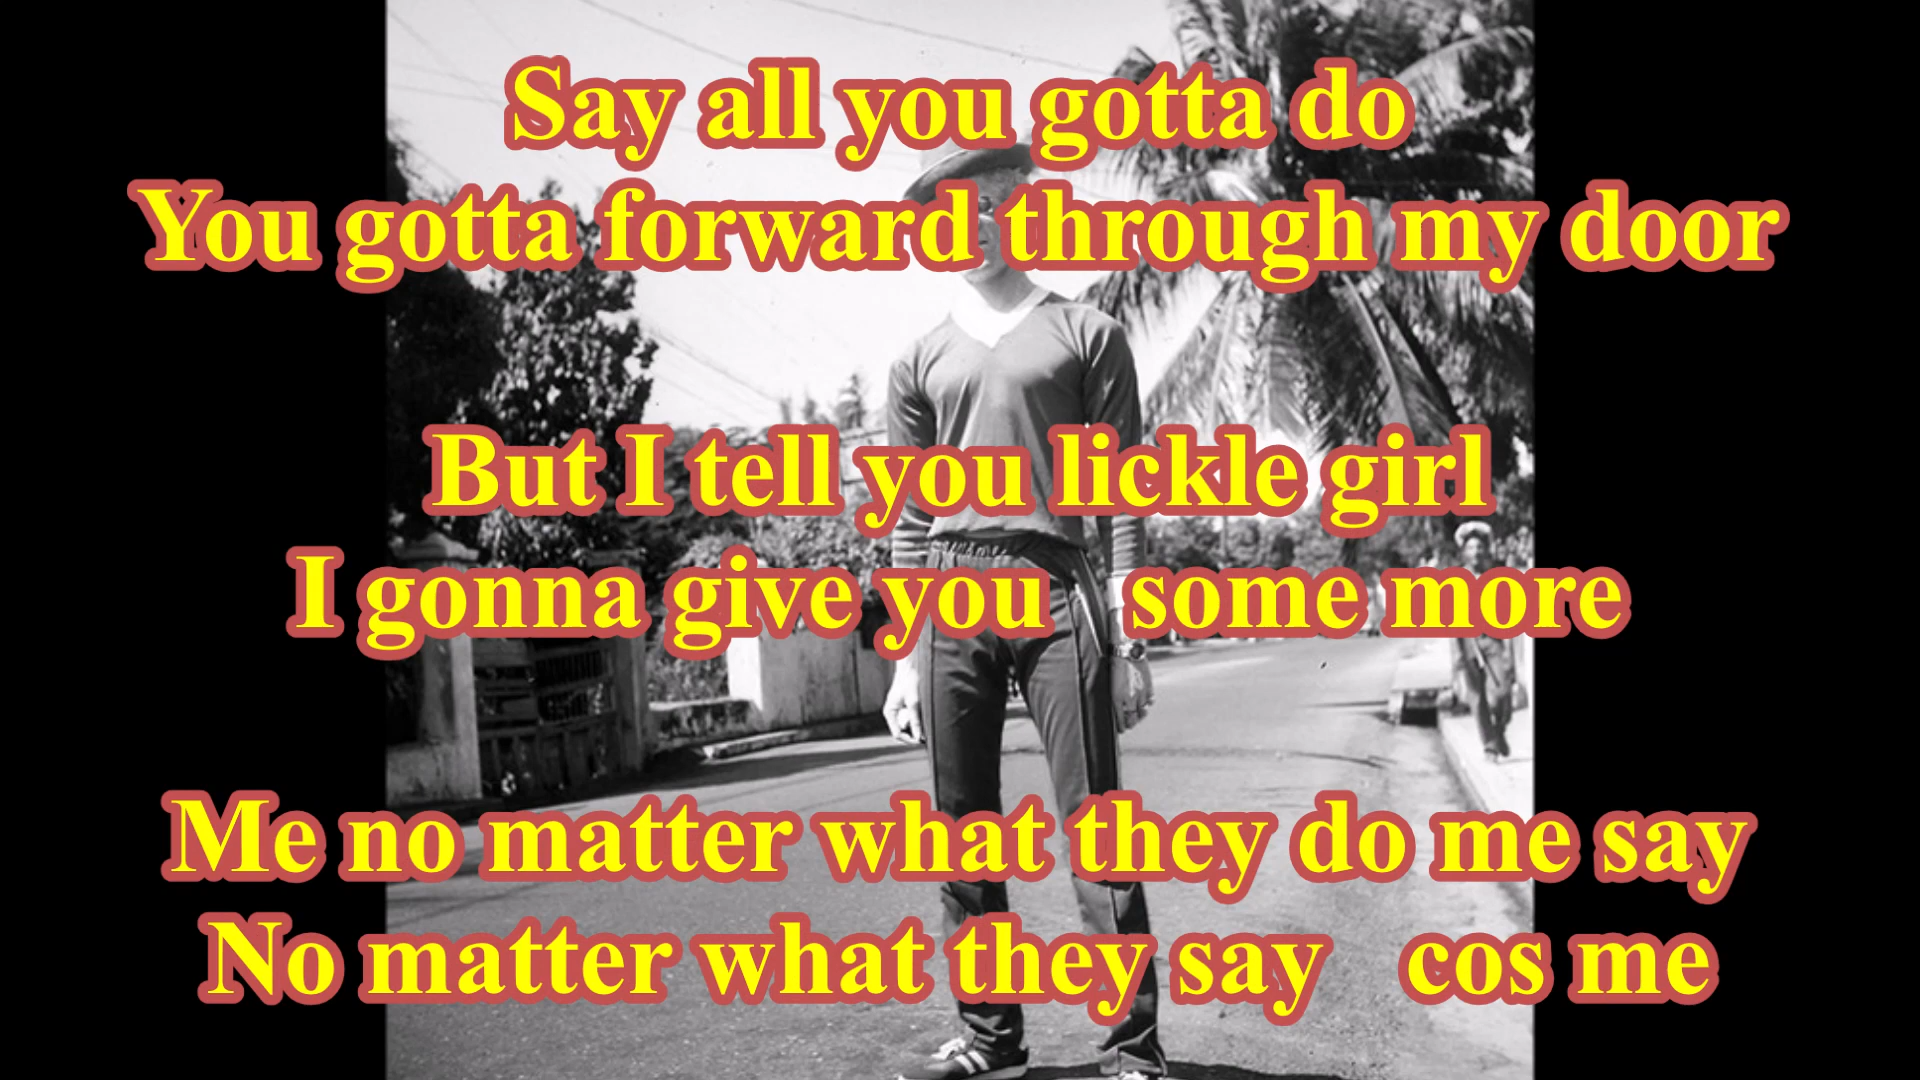 Say all you gotta do
You gotta forward through my door
But I tell you lickle girl
I gonna give you some more
Me no matter what they do me say
No matter what they say cos me